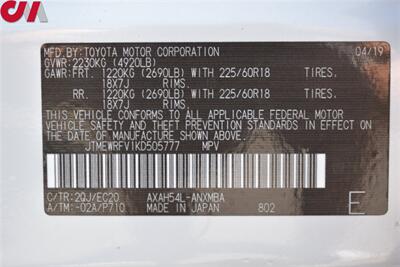 MFD. BY: TOYOTA MOTOR CORPORATION 04/19
GVWR: 2230KG (4920LB)
GAWR: FRT. 1220KG (2690LB) WITH 225/60R18 TIRES.
18X7J RIMS.
RR. 1220KG (2690LB) WITH 225/60R18 TIRES.
18X7J RIMS.
THIS VEHICLE CONFORMS TO ALL APPLICABLE FEDERAL MOTOR
VEHICLE SAFETY AND THEFT PREVENTION STANDARDS IN EFFECT
ON THE DATE OF MANUFACTURE SHOWN ABOVE.
JTMEWRFV1KD505777 MPV
C/TR: 2QJ/EC20 AXAH54L-ANXMBA
A/TM: -02A/P710 MADE IN JAPAN 802 E